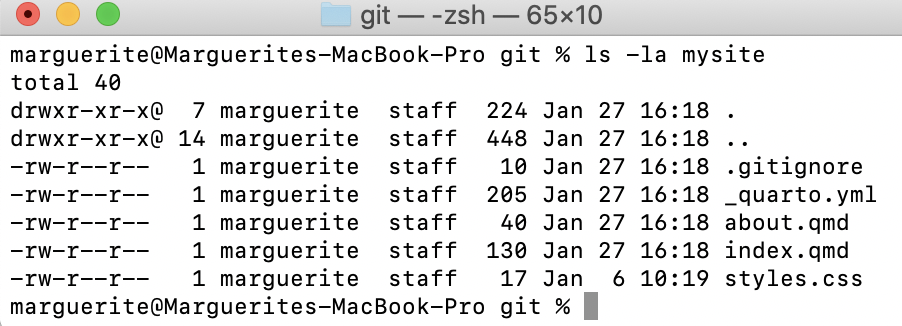 git — -zsh — 65×10
marguerite@Marguerites-MacBook-Pro git % ls -la mysite
total 40
drwxr-xr-x@  7 marguerite  staff  224 Jan 27 16:18 .
drwxr-xr-x@ 14 marguerite  staff  448 Jan 27 16:18 ..
-rw-r--r--   1 marguerite  staff   10 Jan 27 16:18 .gitignore
-rw-r--r--   1 marguerite  staff  205 Jan 27 16:18 _quarto.yml
-rw-r--r--   1 marguerite  staff   40 Jan 27 16:18 about.qmd
-rw-r--r--   1 marguerite  staff  130 Jan 27 16:18 index.qmd
-rw-r--r--   1 marguerite  staff   17 Jan  6 10:19 styles.css
marguerite@Marguerites-MacBook-Pro git %